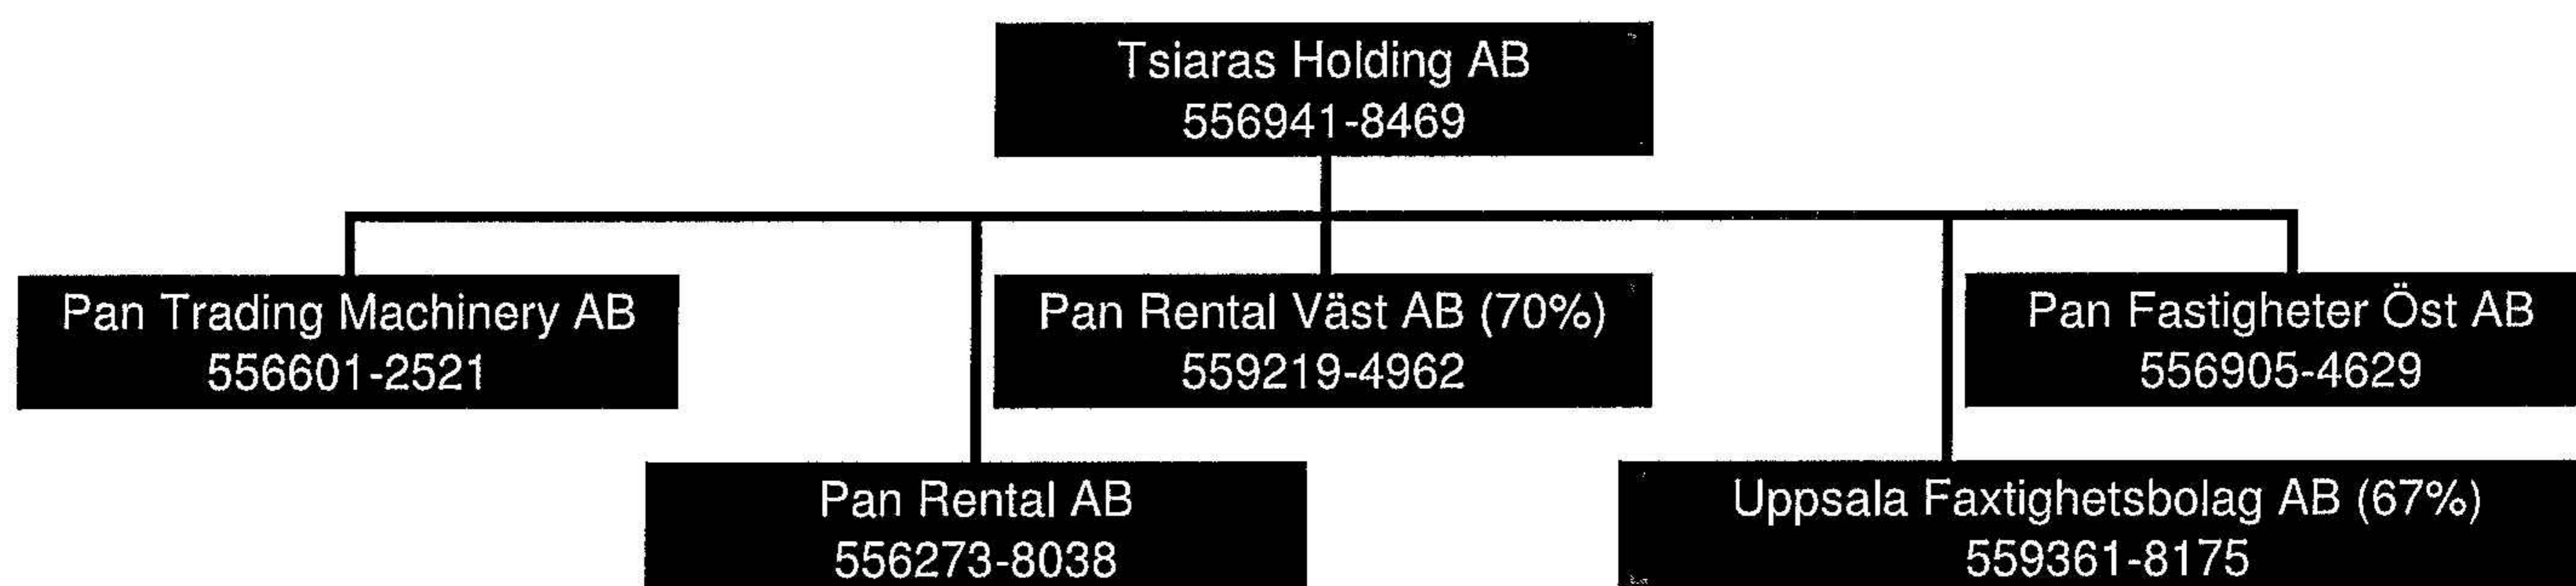 Tsiaras Holding AB
556941-8469
Pan Trading Machinery AB
556601-2521
Pan Rental Väst AB (70%)
559219-4962
Pan Fastigheter Öst AB
556905-4629
Pan Rental AB
556273-8038
Uppsala Faxtighetsbolag AB (67%)
559361-8175